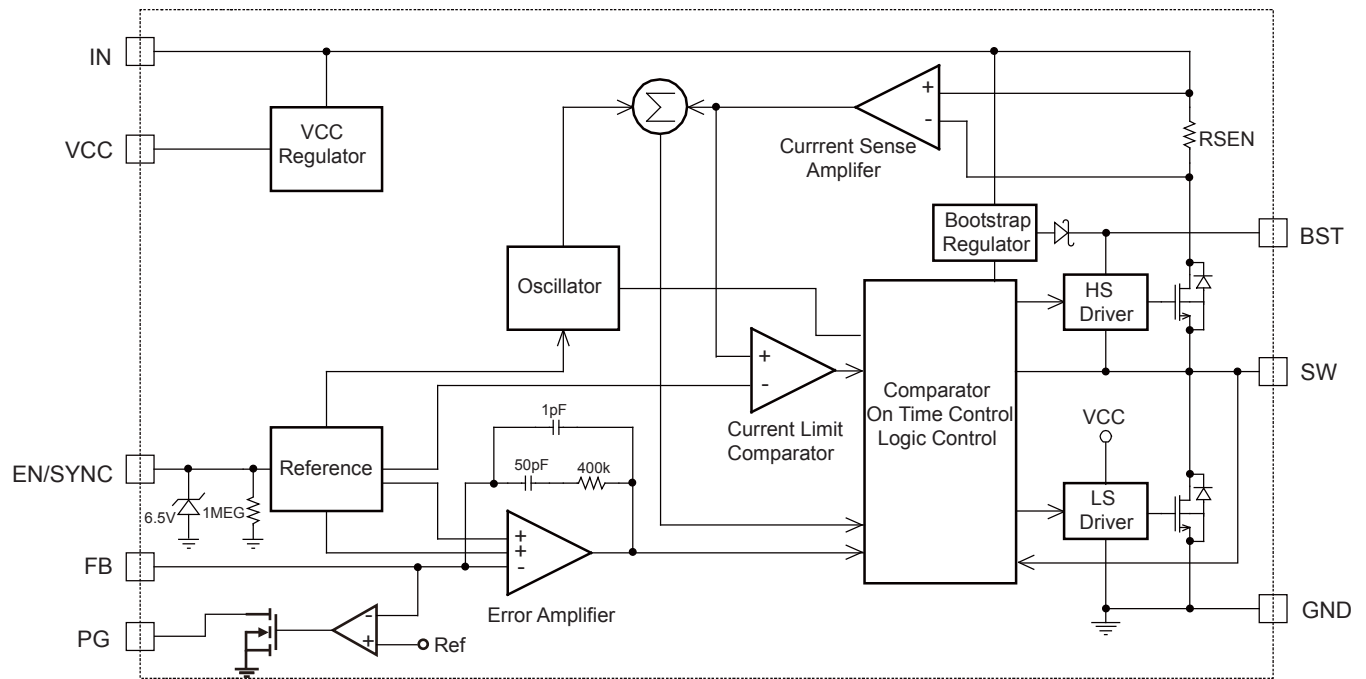 IN
VCC
VCC
Regulator
Σ
+
-
Currrent Sense
Amplifer
RSEN
Bootstrap
Regulator
BST
Oscillator
HS
Driver
+
-
Current Limit
Comparator
Comparator
On Time Control
Logic Control
SW
VCC
1pF
50pF
400k
EN/SYNC
Reference
6.5V
1MEG
LS
Driver
FB
+
+
-
Error Amplifier
PG
-
+
Ref
GND